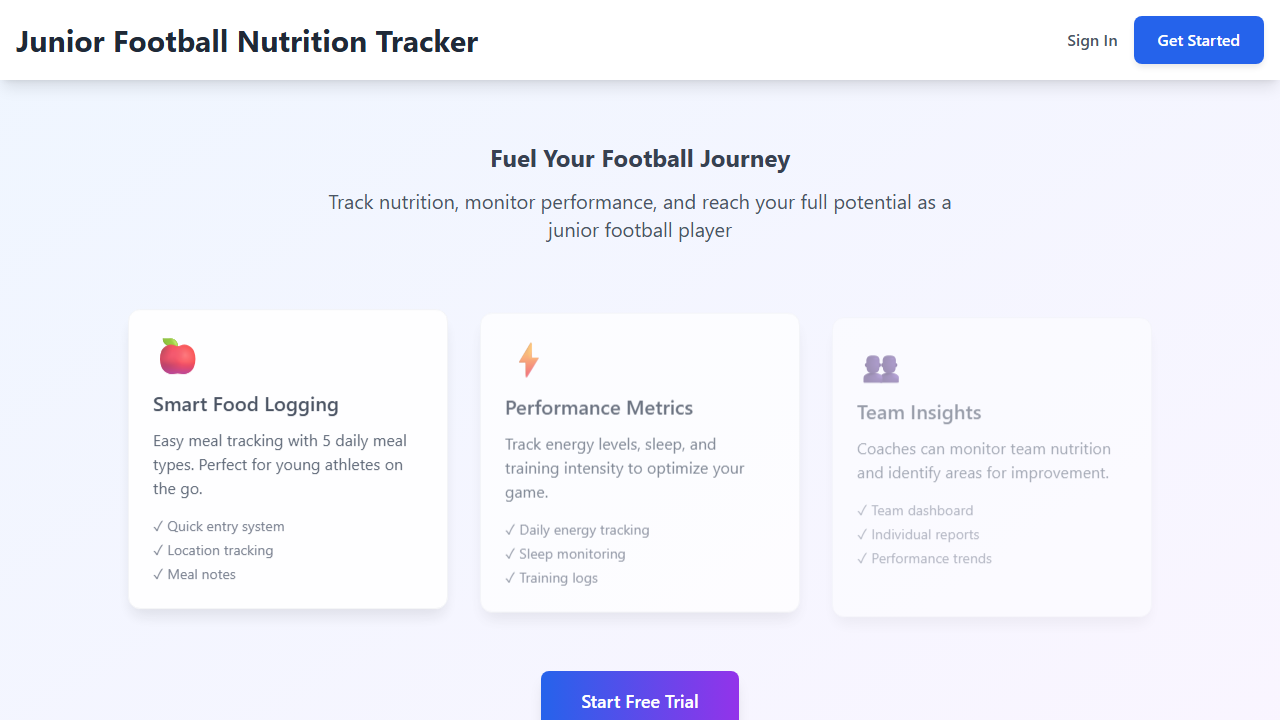 Junior Football Nutrition Tracker
Sign In
Get Started
Fuel Your Football Journey
Track nutrition, monitor performance, and reach your full potential as a
junior football player
Smart Food Logging
Easy meal tracking with 5 daily meal
types. Perfect for young athletes on
the go.
✓ Quick entry system
✓ Location tracking
✓ Meal notes
Performance Metrics
Track energy levels, sleep, and
training intensity to optimize your
game.
✓ Daily energy tracking
✓ Sleep monitoring
✓ Training logs
Team Insights
Coaches can monitor team nutrition
and identify areas for improvement.
✓ Team dashboard
✓ Individual reports
✓ Performance trends
Start Free Trial